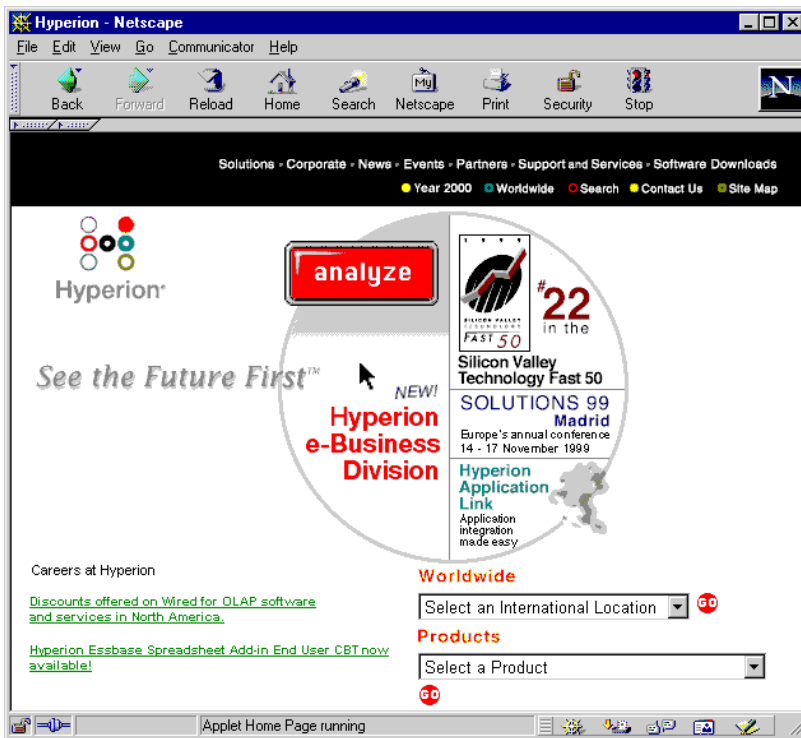 Hyperion - Netscape
File Edit View Go Communicator Help
Back Forward Reload Home Search My Netscape Print Security Stop
N
Solutions Corporate News Events Partners Support and Services Software Downloads
Year 2000 Worldwide Search Contact Us Site Map
Hyperion
analyze
1999
SILICON VALLEY
TECHNOLOGY
FAST 50
#22
in the
Silicon Valley
Technology Fast 50
See the Future First™
NEW!
Hyperion
e-Business
Division
SOLUTIONS 99
Madrid
Europe's annual conference
14 - 17 November 1999
Hyperion
Application
Link
Application
integration
made easy
Careers at Hyperion
Discounts offered on Wired for OLAP software
and services in North America.
Hyperion Essbase Spreadsheet Add-in End User CBT now
available!
Worldwide
Select an International Location GO
Products
Select a Product
GO
Applet Home Page running